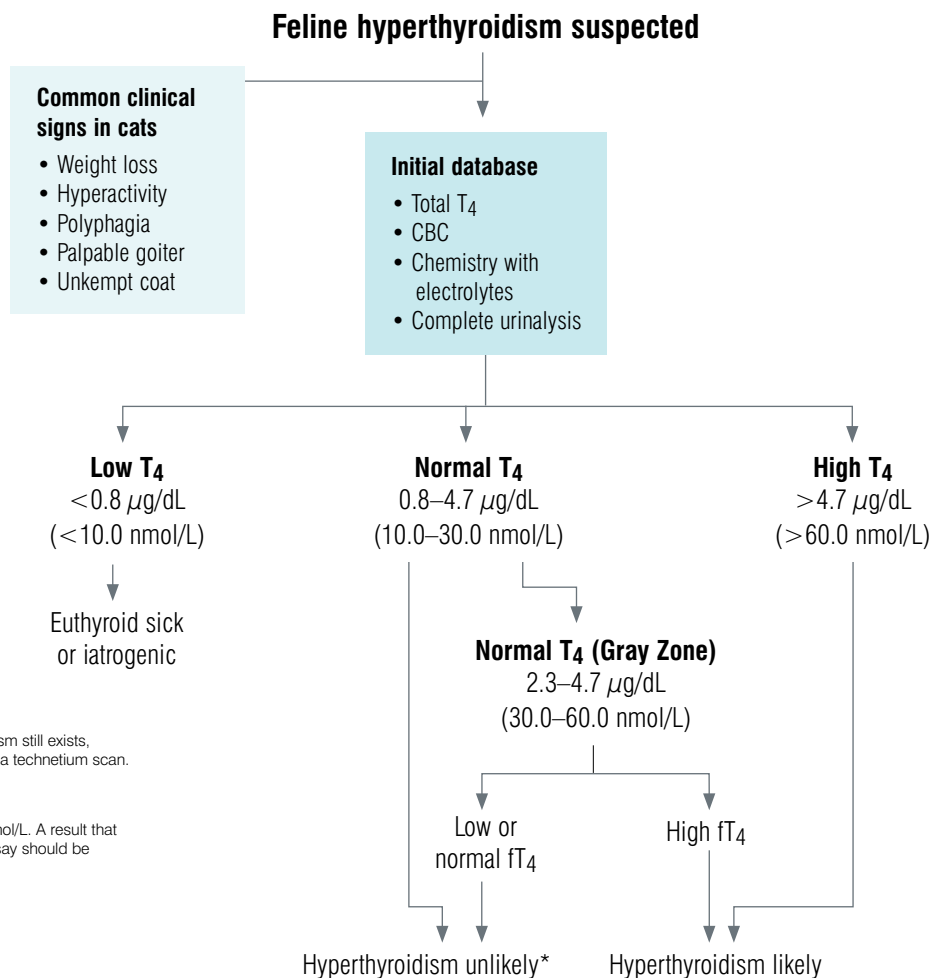 Feline hyperthyroidism suspected
Common clinical
signs in cats
• Weight loss
• Hyperactivity
• Polyphagia
• Palpable goiter
• Unkempt coat
Initial database
• Total T4
• CBC
• Chemistry with
electrolytes
• Complete urinalysis
Low T4
<0.8 µg/dL
(<10.0 nmol/L)
Normal T4
0.8–4.7 µg/dL
(10.0–30.0 nmol/L)
High T4
>4.7 µg/dL
(>60.0 nmol/L)
Euthyroid sick
or iatrogenic
Normal T4 (Gray Zone)
2.3–4.7 µg/dL
(30.0–60.0 nmol/L)
sm still exists,
a technetium scan.
mol/L. A result that
say should be
Low or
normal fT4
High fT4
Hyperthyroidism unlikely*
Hyperthyroidism likely